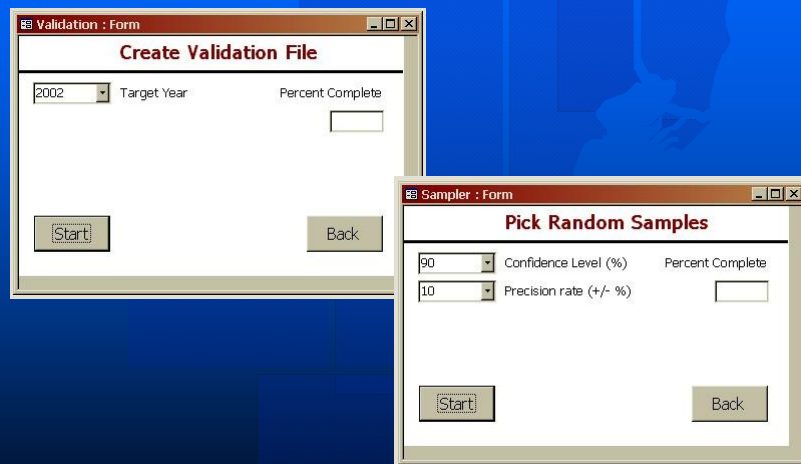 Validation : Form
Create Validation File
2002 Target Year Percent Complete
Start Back
Sampler : Form
Pick Random Samples
90 Confidence Level (%) Percent Complete
10 Precision rate (+/- %)
Start Back